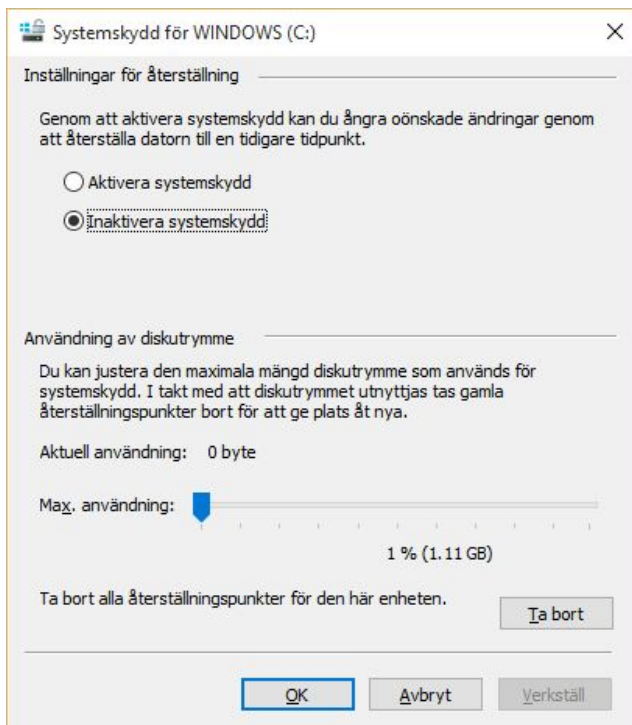 Systemskydd för WINDOWS (C:)
Inställningar för återställning
Genom att aktivera systemskydd kan du ångra oönskade ändringar genom
att återställa datorn till en tidigare tidpunkt.
Aktivera systemskydd
Inaktivera systemskydd
Användning av diskutrymme
Du kan justera den maximala mängd diskutrymme som används för
systemskydd. I takt med att diskutrymmet utnyttjas tas gamla
återställningspunkter bort för att ge plats åt nya.
Aktuell användning: 0 byte
Max. användning:
1 % (1.11 GB)
Ta bort alla återställningspunkter för den här enheten.
Ta bort
OK Avbryt Verkställ